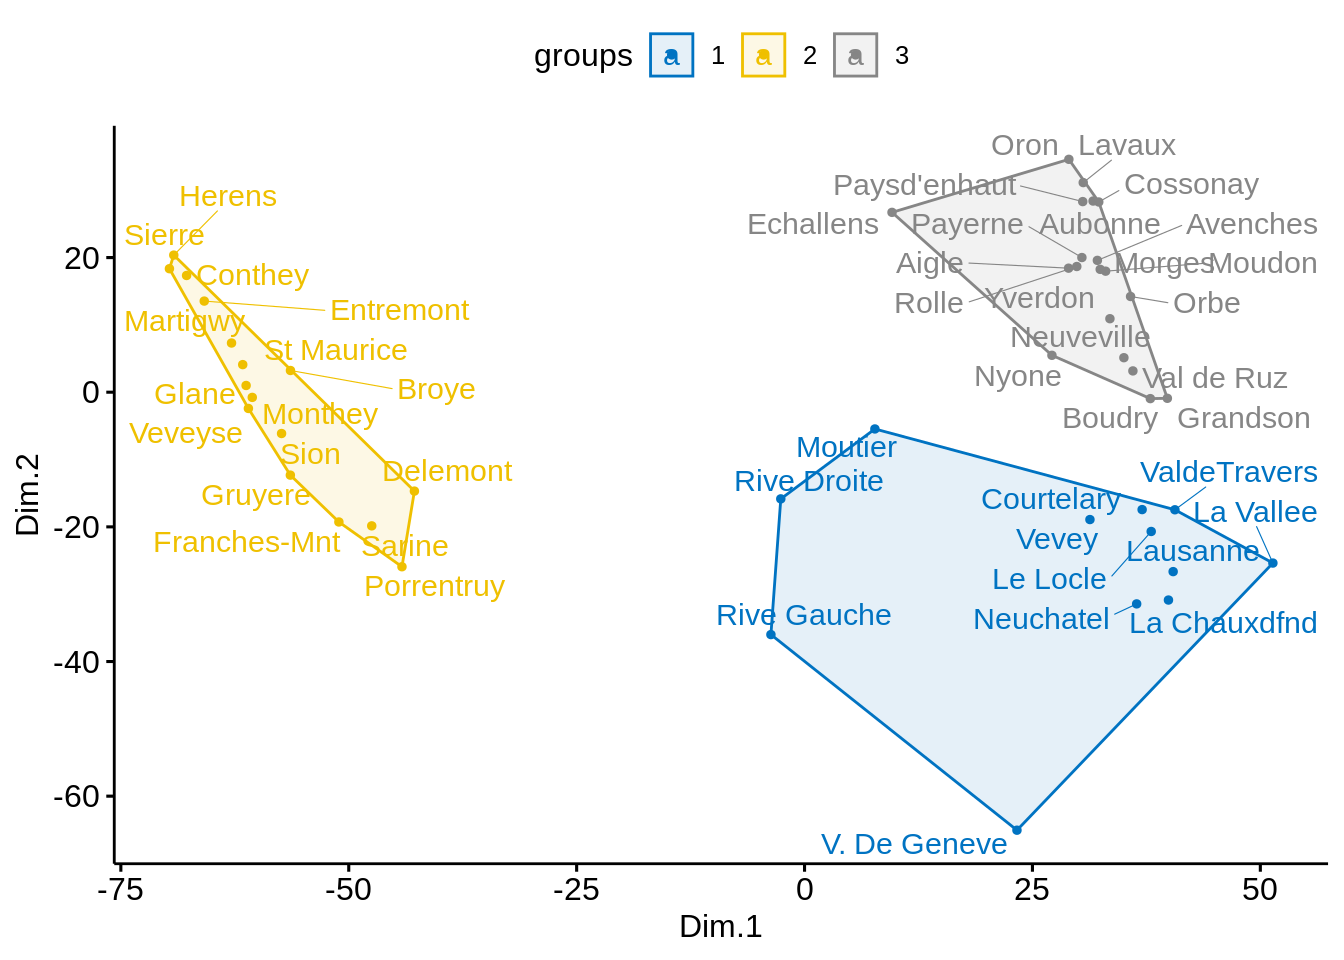 groups a 1 a 2 a 3
Oron Lavaux
Paysd'enhaut Cossonay
Herens
Echallens Payerne Aubonne Avenches
Sierre
20
Conthey
Aigle Morges Moudon
Entremont
Rolle Yverdon Orbe
Martigwy
Neuveville
St Maurice
Nyone Val de Ruz
0
Glane Broye
Monthey
Boudry Grandson
Veveyse
Sion
Moutier
Delemont
ValdeTravers
Rive Droite
Gruyere
Courtelary La Vallee
-20
Franches-Mnt Sarine
Vevey Lausanne
Porrentruy
Le Locle
Rive Gauche Neuchatel La Chauxdfnd
-40
-60
V. De Geneve
Dim.2
-75 -50 -25 0 25 50
Dim.1